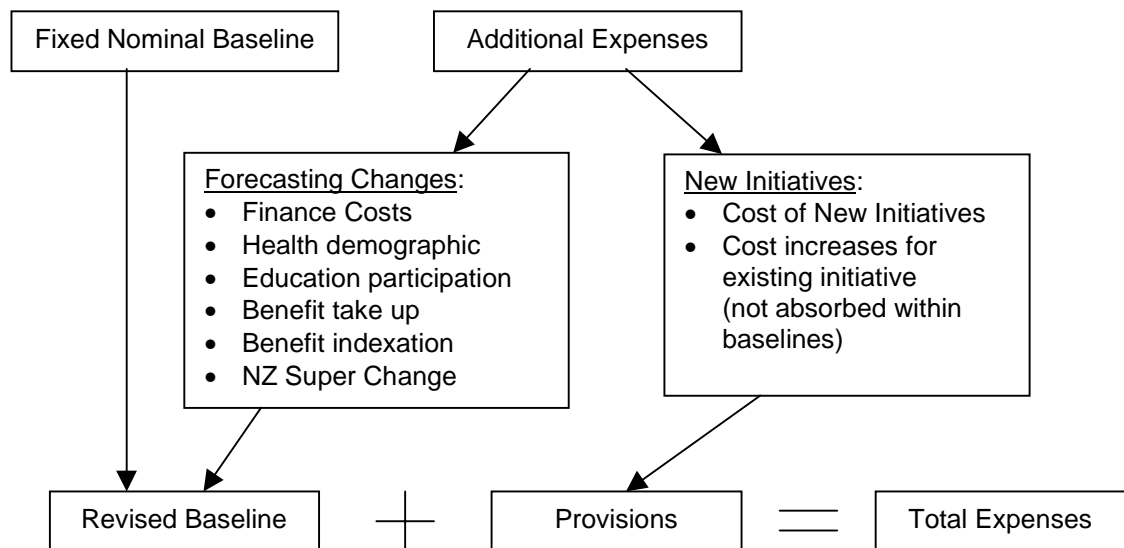 Fixed Nominal Baseline
Additional Expenses
Forecasting Changes:
• Finance Costs
• Health demographic
• Education participation
• Benefit take up
• Benefit indexation
• NZ Super Change
New Initiatives:
• Cost of New Initiatives
• Cost increases for
existing initiative
(not absorbed within
baselines)
Revised Baseline
Provisions
Total Expenses